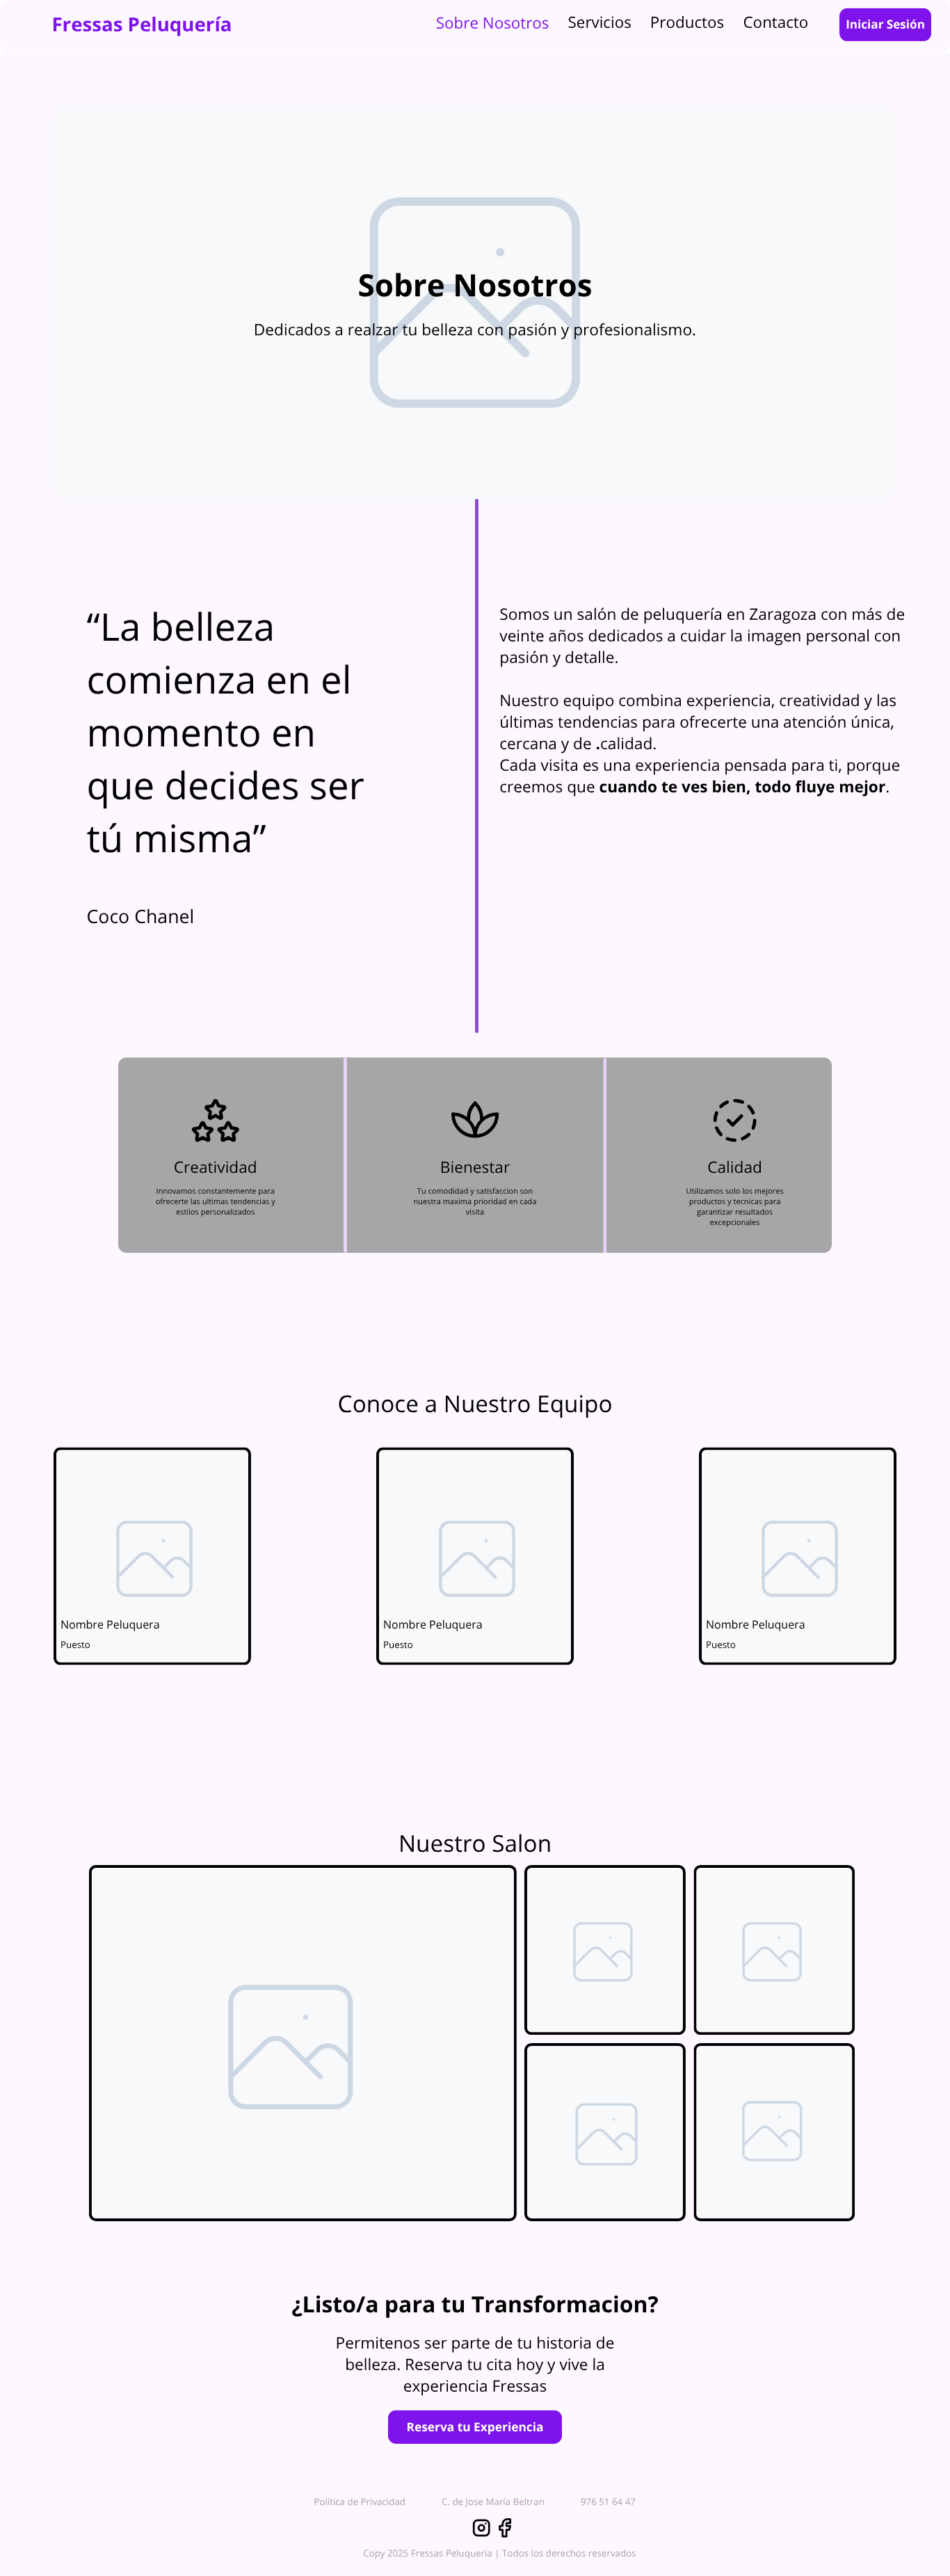 Fressas Peluquería
Sobre Nosotros
Servicios
Productos
Contacto
Iniciar Sesión
Sobre Nosotros
Dedicados a realzar tu belleza con pasión y profesionalismo.
“La belleza
comienza en el
momento en
que decides ser
tú misma”
Coco Chanel
Somos un salón de peluquería en Zaragoza con más de
veinte años dedicados a cuidar la imagen personal con
pasión y detalle.
Nuestro equipo combina experiencia, creatividad y las
últimas tendencias para ofrecerte una atención única,
cercana y de .calidad.
Cada visita es una experiencia pensada para ti, porque
creemos que cuando te ves bien, todo fluye mejor.
Creatividad
Innovamos constantemente para
ofrecerte las ultimas tendencias y
estilos personalizados
Bienestar
Tu comodidad y satisfaccion son
nuestra maxima prioridad en cada
visita
Calidad
Utilizamos solo los mejores
productos y tecnicas para
garantizar resultados
excepcionales
Conoce a Nuestro Equipo
Nombre Peluquera
Puesto
Nombre Peluquera
Puesto
Nombre Peluquera
Puesto
Nuestro Salon
¿Listo/a para tu Transformacion?
Permitenos ser parte de tu historia de
belleza. Reserva tu cita hoy y vive la
experiencia Fressas
Reserva tu Experiencia
Política de Privacidad
C. de Jose María Beltran
976 51 64 47
Copy 2025 Fressas Peluqueria | Todos los derechos reservados